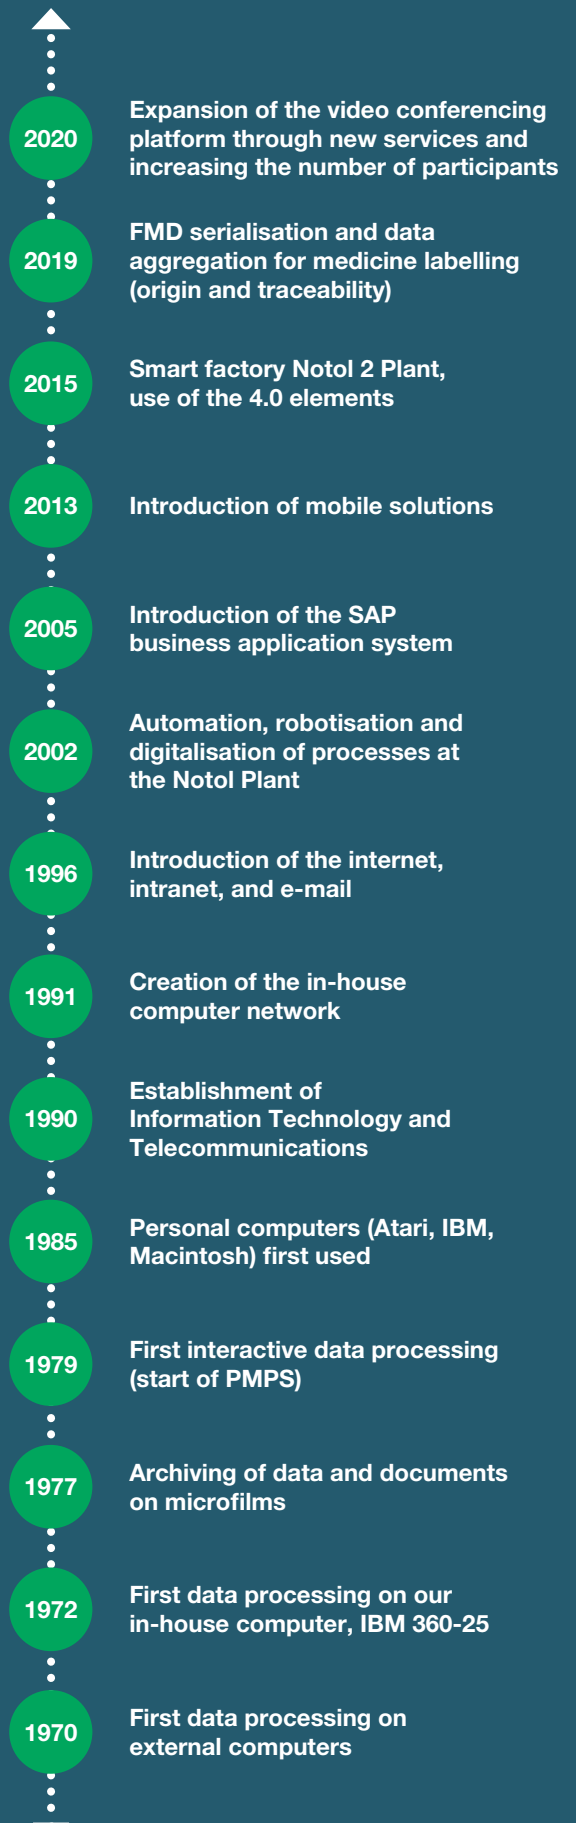 2020
Expansion of the video conferencing
platform through new services and
increasing the number of participants
2019
FMD serialisation and data
aggregation for medicine labelling
(origin and traceability)
2015
Smart factory Notol 2 Plant,
use of the 4.0 elements
2013
Introduction of mobile solutions
2005
Introduction of the SAP
business application system
2002
Automation, robotisation and
digitalisation of processes at
the Notol Plant
1996
Introduction of the internet,
intranet, and e-mail
1991
Creation of the in-house
computer network
1990
Establishment of
Information Technology and
Telecommunications
1985
Personal computers (Atari, IBM,
Macintosh) first used
1979
First interactive data processing
(start of PMPS)
1977
Archiving of data and documents
on microfilms
1972
First data processing on our
in-house computer, IBM 360-25
1970
First data processing on
external computers